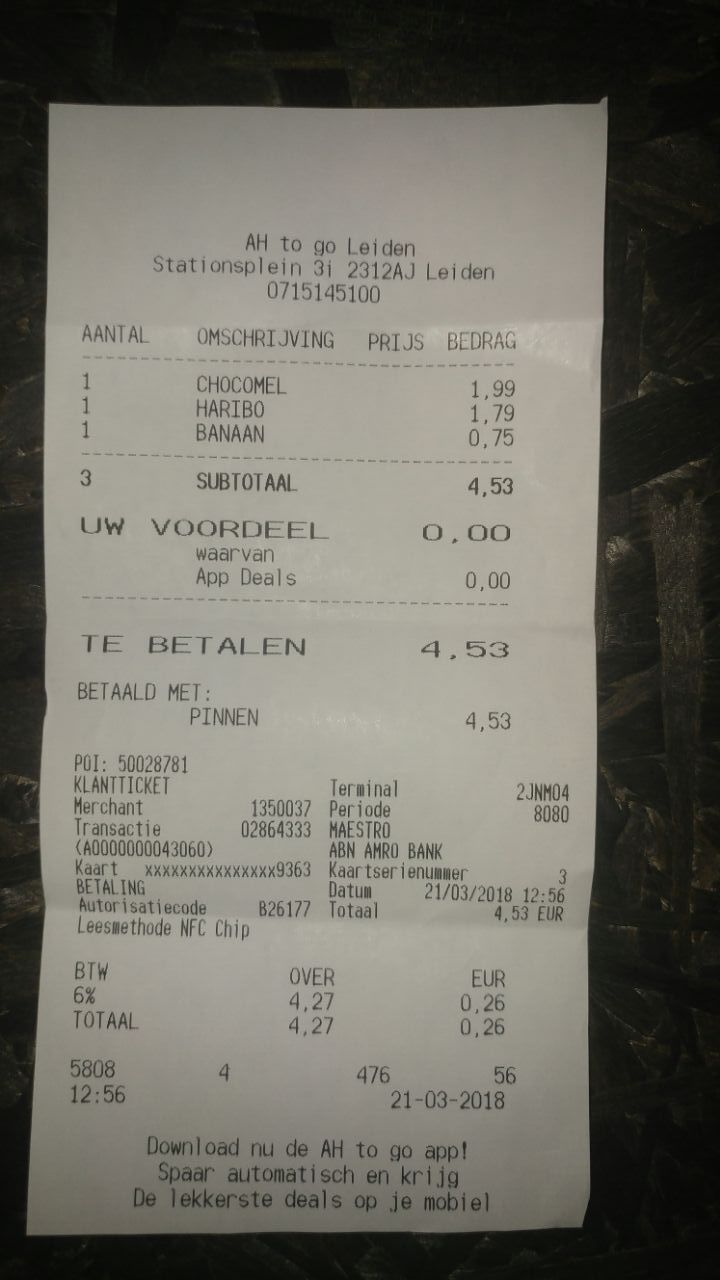 AH to go Leiden
Stationsplein 3i 2312AJ Leiden
0715145100
AANTAL OMSCHRIJVING PRIJS BEDRAG
1 CHOCOMEL 1,99
1 HARIBO 1,79
1 BANAAN 0,75
3 SUBTOTAAL 4,53
UW VOORDEEL 0,00
waarvan
App Deals 0,00
TE BETALEN 4,53
BETAALD MET:
PINNEN 4,53
POI: 50028781
KLANTTICKET Terminal 2JNM04
Merchant 1350037 Periode 8080
Transactie 02864333 MAESTRO
(A0000000043060) ABN AMRO BANK
Kaart xxxxxxxxxxxxxxx9363 Kaartserienummer 3
BETALING Datum 21/03/2018 12:56
Autorisatiecode B26177 Totaal 4,53 EUR
Leesmethode NFC Chip
BTW OVER EUR
6% 4,27 0,26
TOTAAL 4,27 0,26
5808 4 476 56
12:56 21-03-2018
Download nu de AH to go app!
Spaar automatisch en krijg
De lekkerste deals op je mobiel